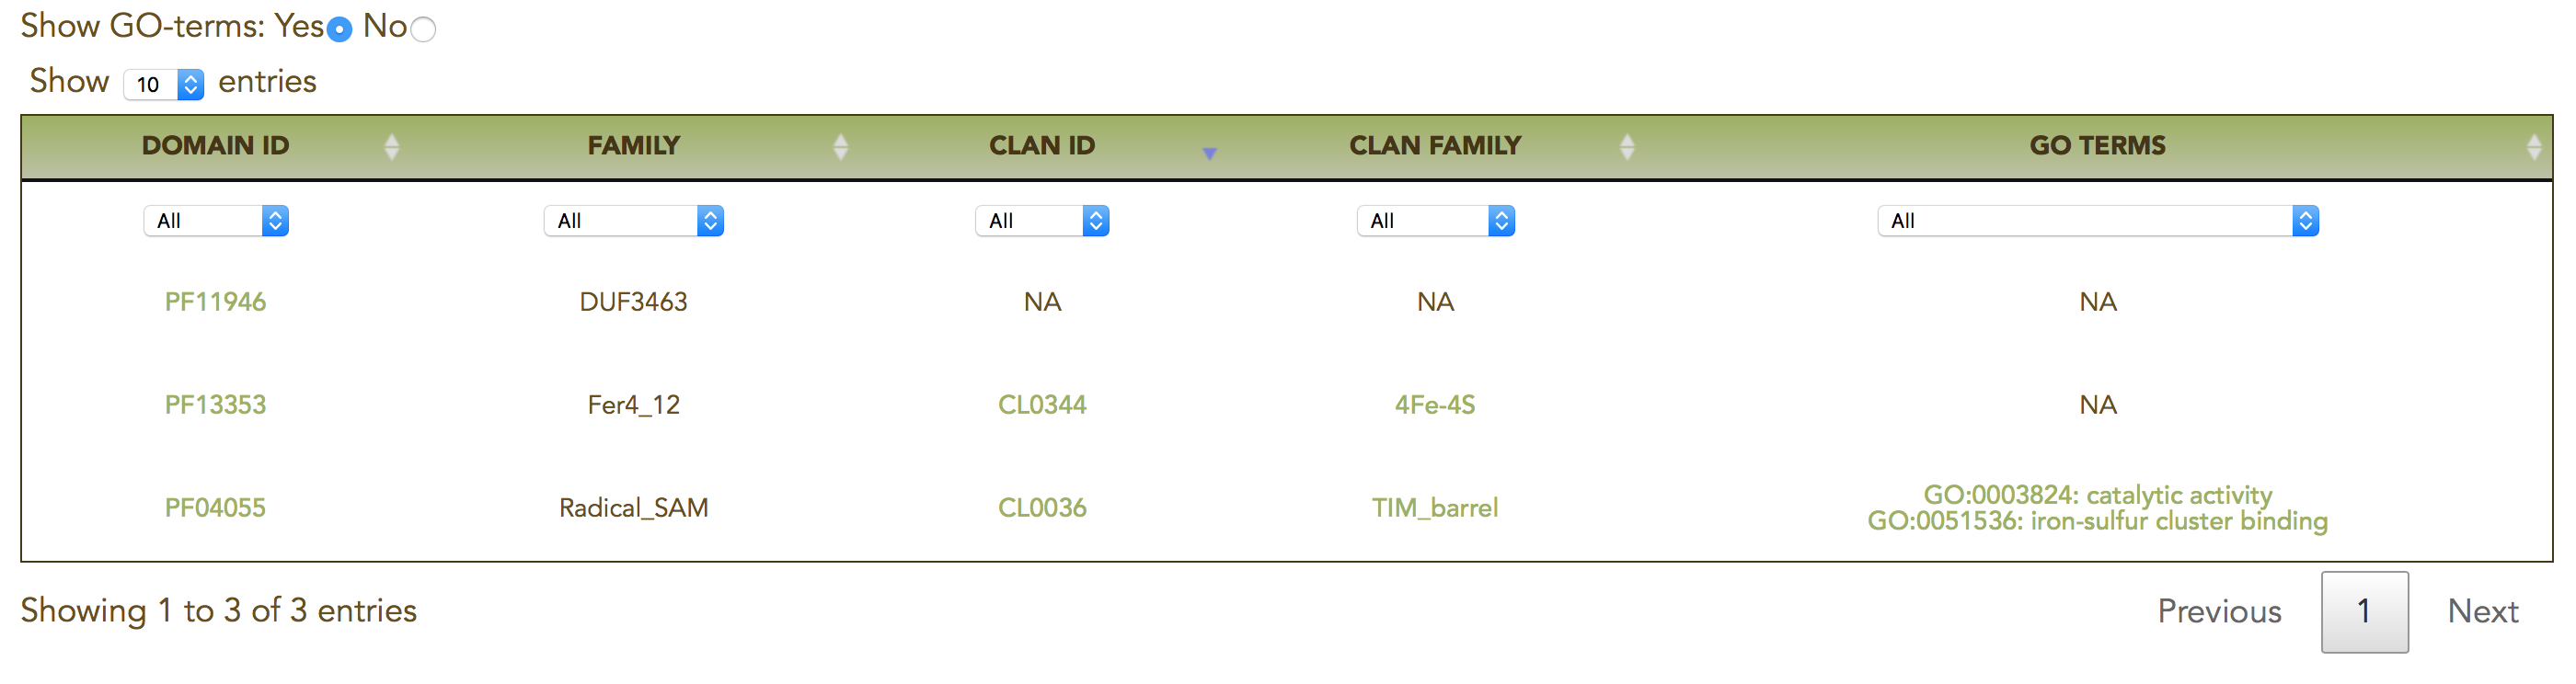 Show GO-terms: Yes No
Show 10 entries
DOMAIN ID FAMILY CLAN ID CLAN FAMILY GO TERMS
All All All All All
PF11946 DUF3463 NA NA NA
PF13353 Fer4_12 CL0344 4Fe-4S NA
PF04055 Radical_SAM CL0036 TIM_barrel GO:0003824: catalytic activity
GO:0051536: iron-sulfur cluster binding
Showing 1 to 3 of 3 entries Previous 1 Next